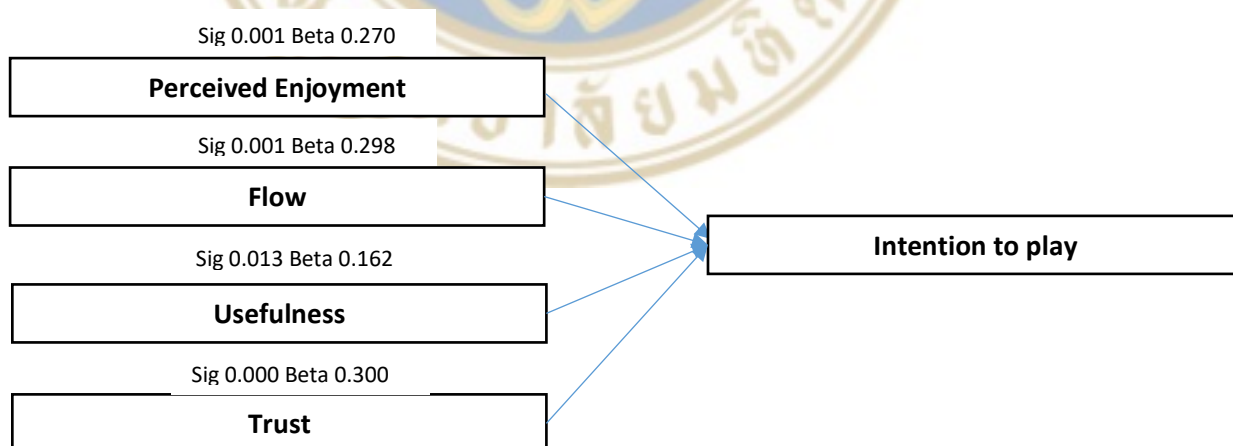 Sig 0.001 Beta 0.270
Perceived Enjoyment
Sig 0.001 Beta 0.298
Flow
Sig 0.013 Beta 0.162
Usefulness
Sig 0.000 Beta 0.300
Trust
Intention to play